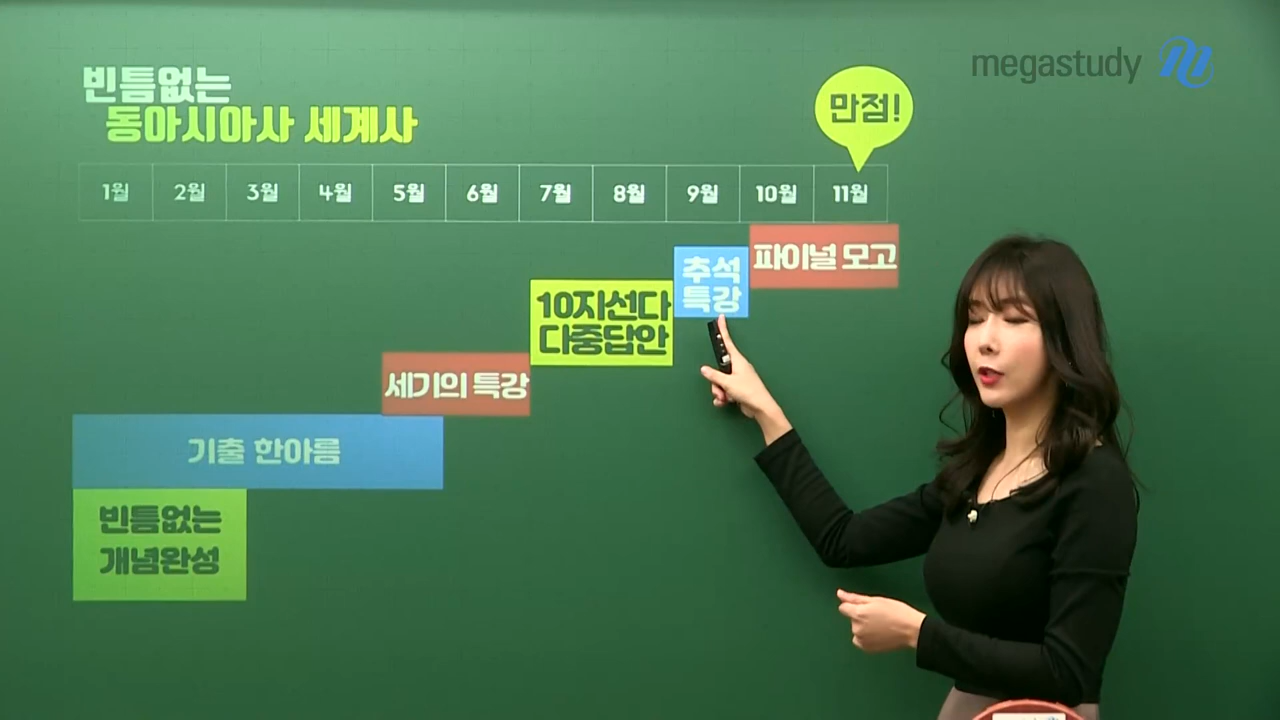 megastudy
빈틈없는
동아시아사 세계사
만점!
1월 2월 3월 4월 5월 6월 7월 8월 9월 10월 11월
파이널 모고
추석
특강
10지선다
다중답안
세기의 특강
기출 한아름
빈틈없는
개념완성